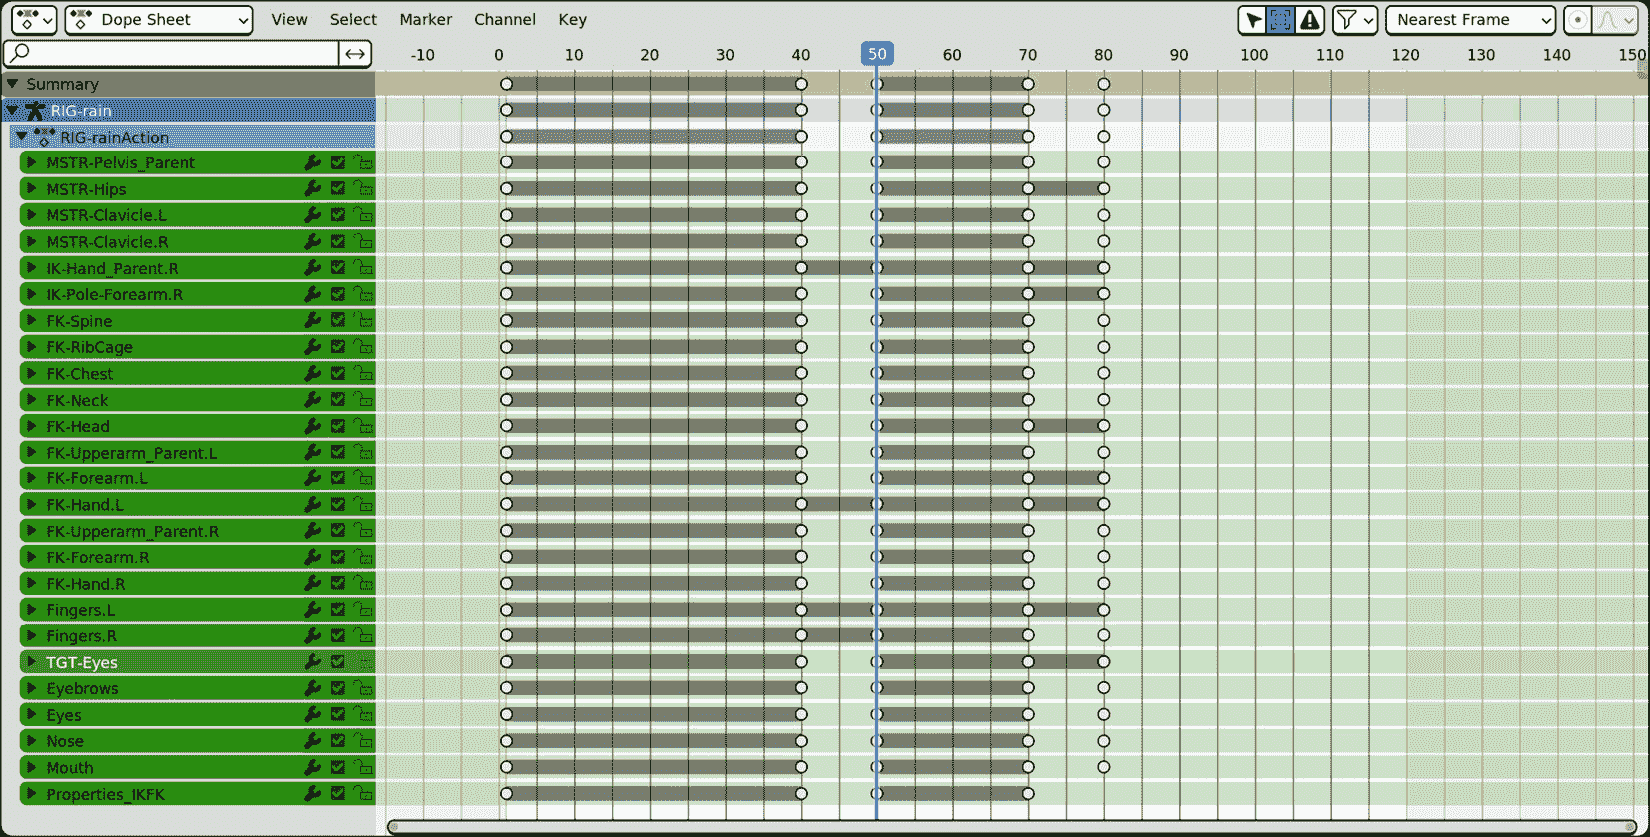 Dope Sheet View Select Marker Channel Key Nearest Frame
-10 0 10 20 30 40 50 60 70 80 90 100 110 120 130 140 150
Summary
RIG-rain
RIG-rainAction
MSTR-Pelvis_Parent
MSTR-Hips
MSTR-Clavicle.L
MSTR-Clavicle.R
IK-Hand_Parent.R
IK-Pole-Forearm.R
FK-Spine
FK-RibCage
FK-Chest
FK-Neck
FK-Head
FK-Upperarm_Parent.L
FK-Forearm.L
FK-Hand.L
FK-Upperarm_Parent.R
FK-Forearm.R
FK-Hand.R
Fingers.L
Fingers.R
TGT-Eyes
Eyebrows
Eyes
Nose
Mouth
Properties_IKFK